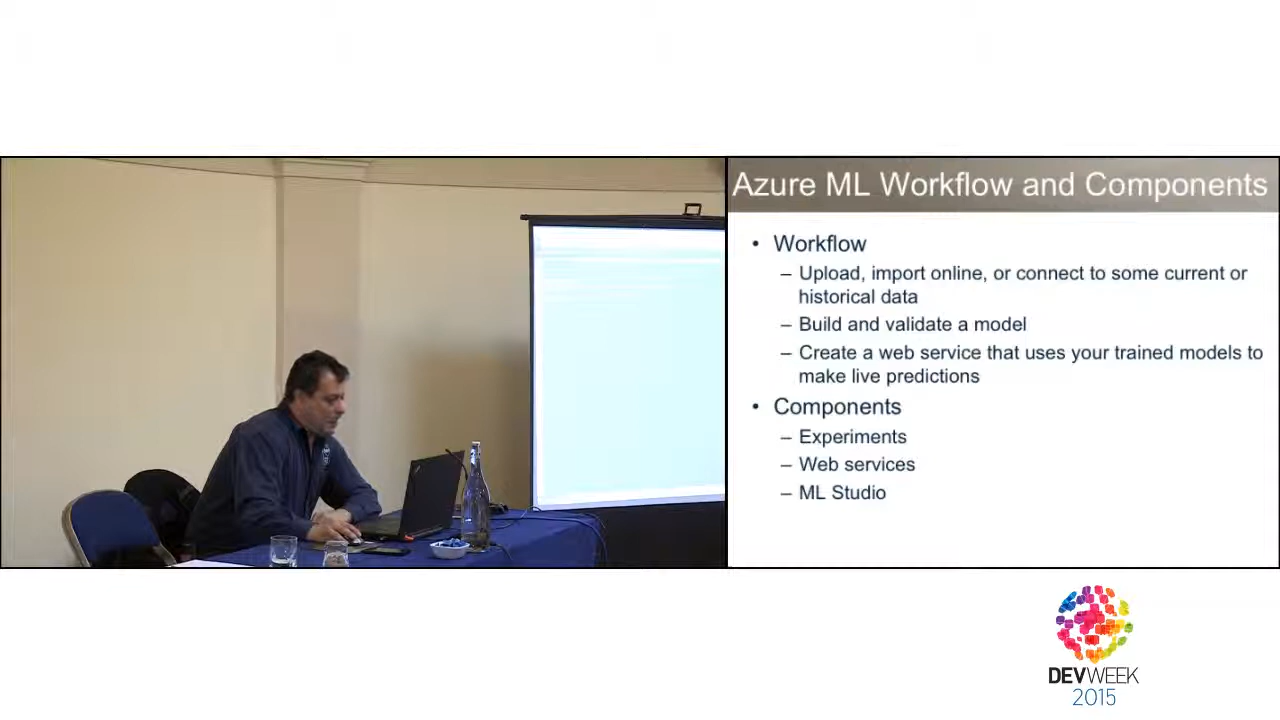 Azure ML Workflow and Components
• Workflow
– Upload, import online, or connect to some current or
historical data
– Build and validate a model
– Create a web service that uses your trained models to
make live predictions
• Components
– Experiments
– Web services
– ML Studio
DEVWEEK
2015